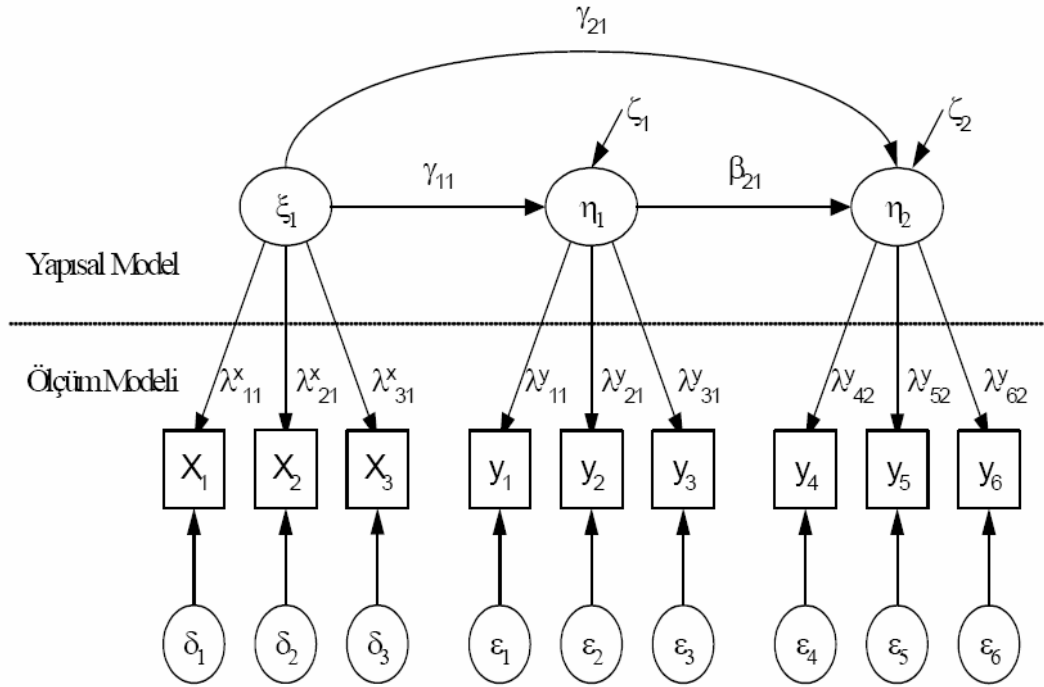 γ21
ζ1 ζ2
γ11 β21
ξ1 η1 η2
Yapısal Model
Ölçüm Modeli
λx11 λx21 λx31 λy11 λy21 λy31 λy42 λy52 λy62
X1 X2 X3 y1 y2 y3 y4 y5 y6
δ1 δ2 δ3 ε1 ε2 ε3 ε4 ε5 ε6